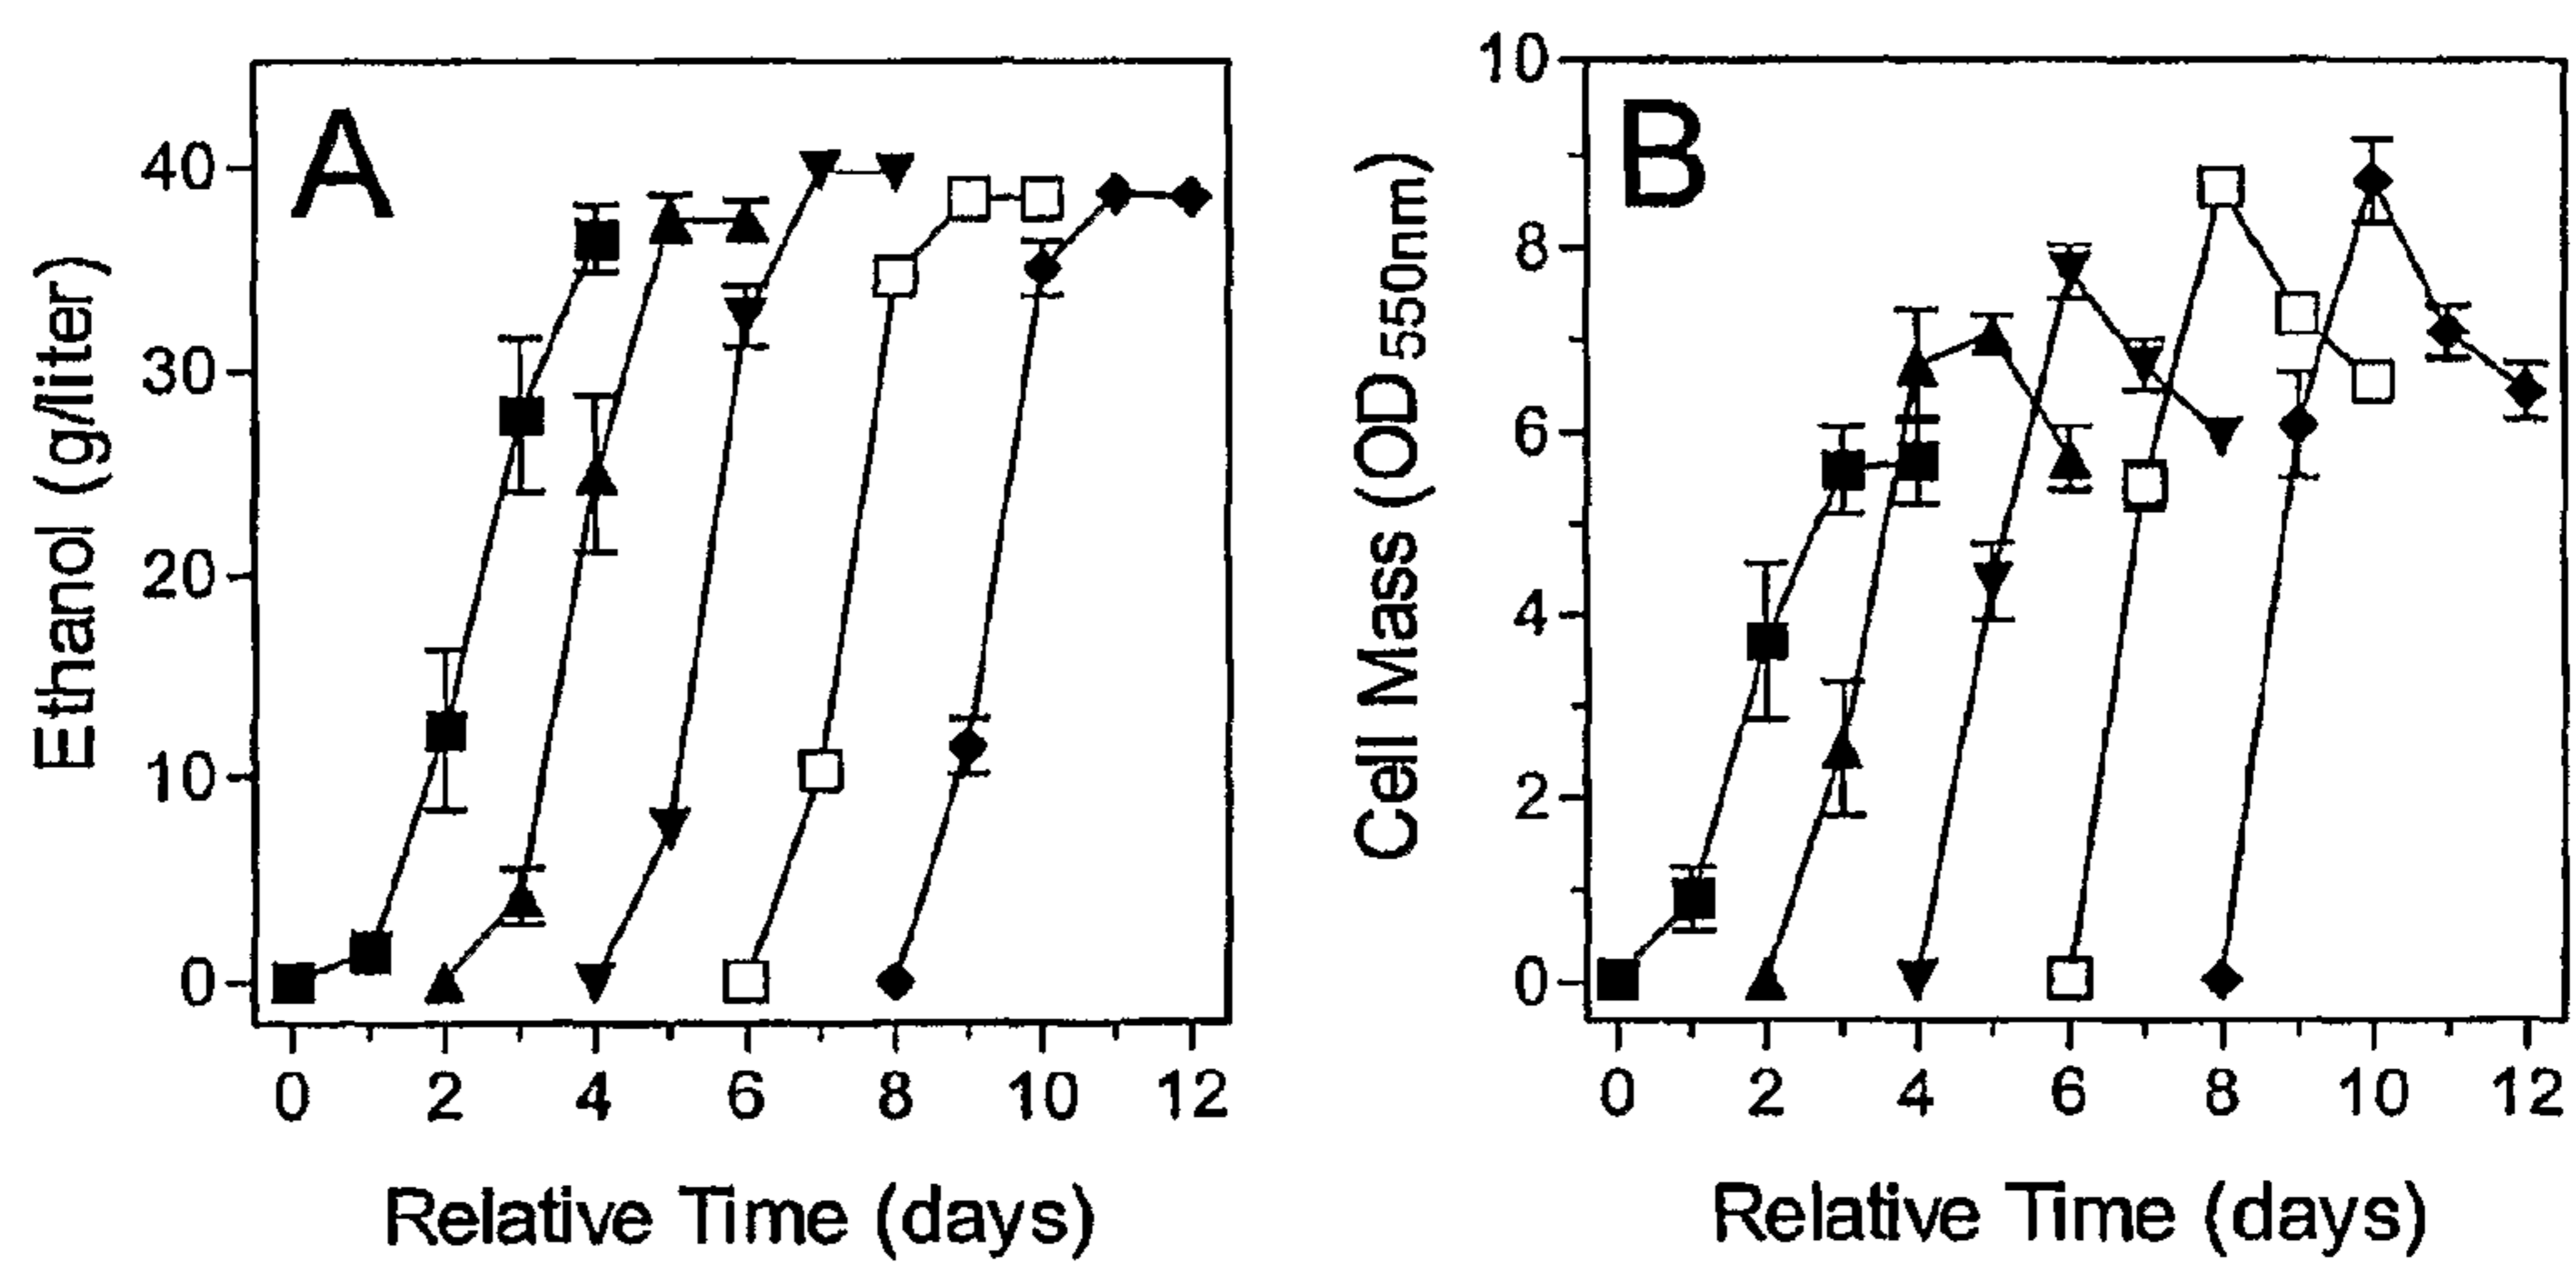 A
Ethanol (g/liter)
40
30
20
10
0
0 2 4 6 8 10 12
Relative Time (days)
B
Cell Mass (OD550nm)
10
8
6
4
2
0
0 2 4 6 8 10 12
Relative Time (days)